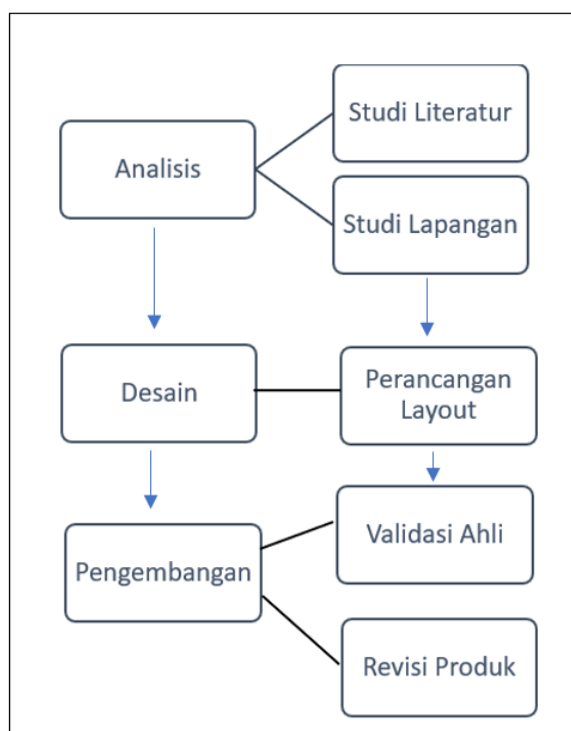 Studi Literatur
Analisis
Studi Lapangan
Desain
Perancangan
Layout
Validasi Ahli
Pengembangan
Revisi Produk